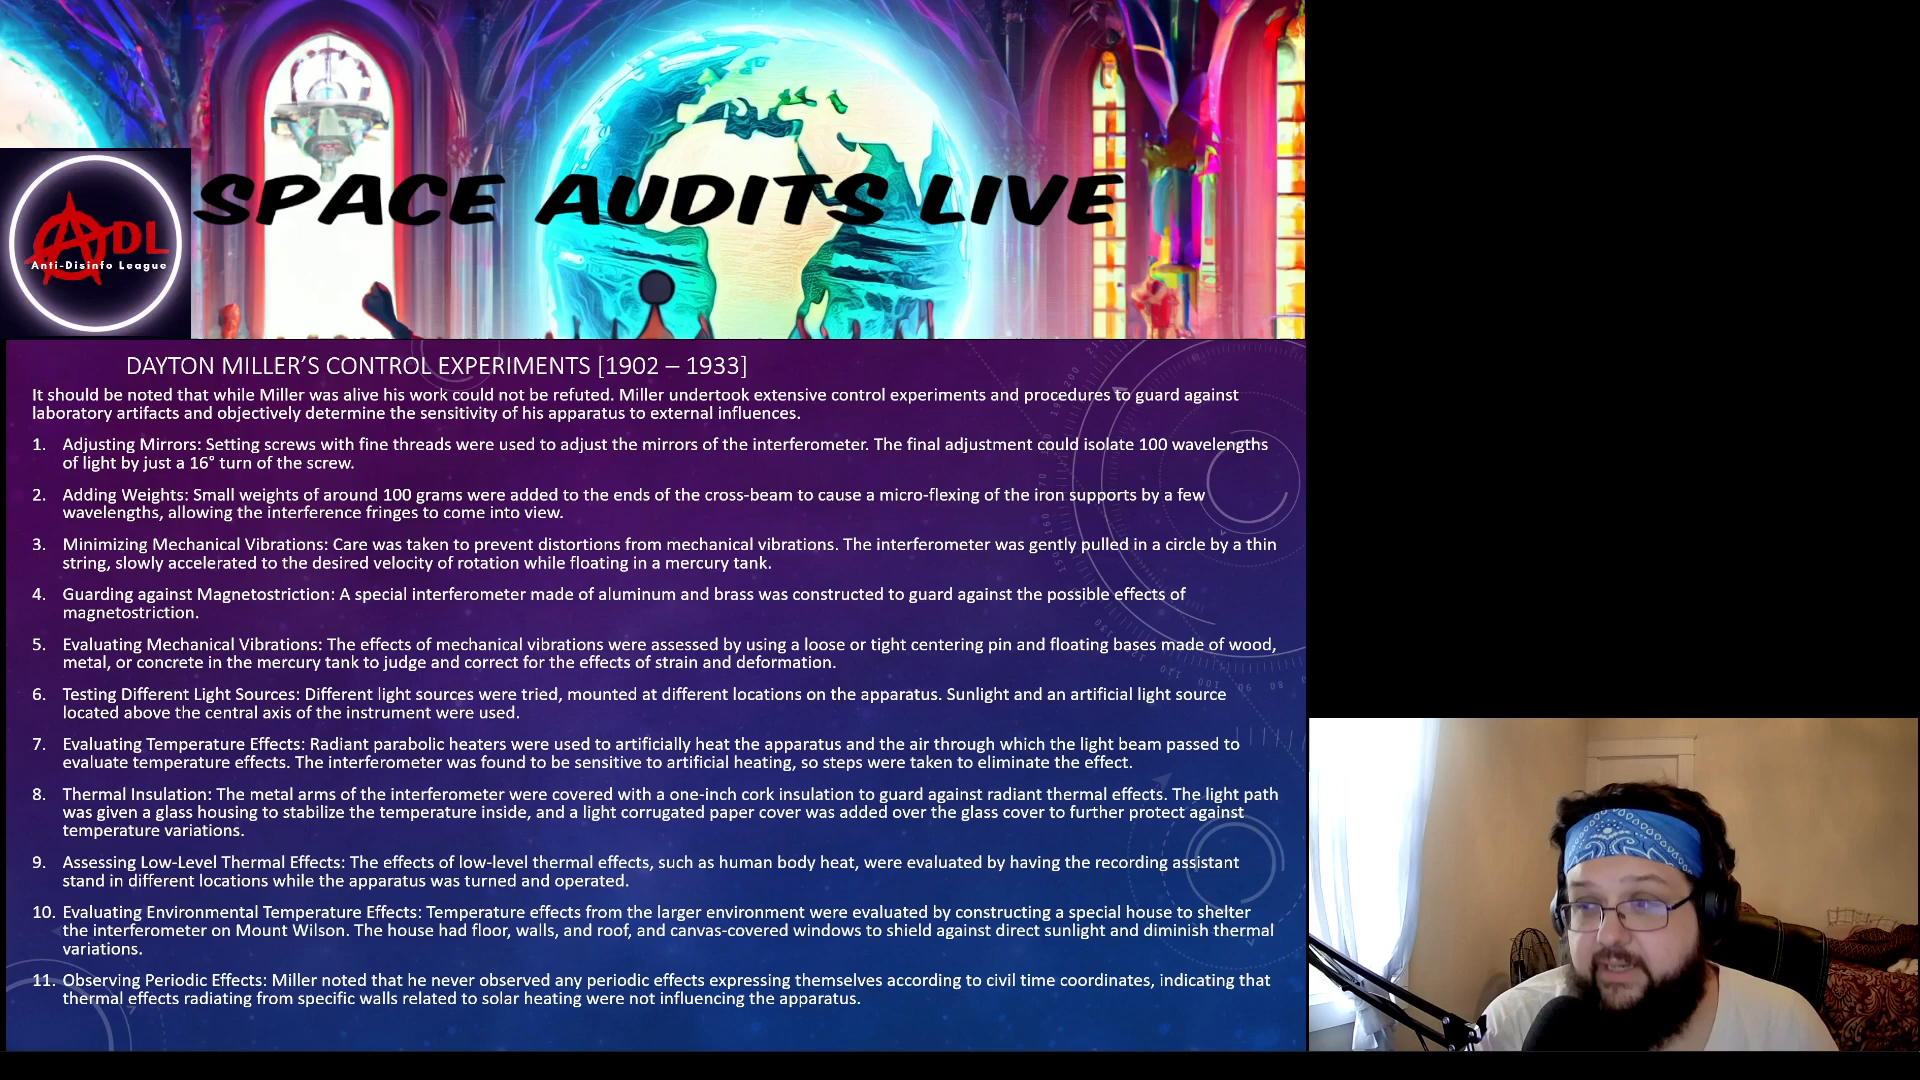 SPACE AUDITS LIVE
ADL
Anti-Disinfo League
DAYTON MILLER'S CONTROL EXPERIMENTS [1902 – 1933]
It should be noted that while Miller was alive his work could not be refuted. Miller undertook extensive control experiments and procedures to guard against
laboratory artifacts and objectively determine the sensitivity of his apparatus to external influences.
1. Adjusting Mirrors: Setting screws with fine threads were used to adjust the mirrors of the interferometer. The final adjustment could isolate 100 wavelengths
of light by just a 16° turn of the screw.
2. Adding Weights: Small weights of around 100 grams were added to the ends of the cross-beam to cause a micro-flexing of the iron supports by a few
wavelengths, allowing the interference fringes to come into view.
3. Minimizing Mechanical Vibrations: Care was taken to prevent distortions from mechanical vibrations. The interferometer was gently pulled in a circle by a thin
string, slowly accelerated to the desired velocity of rotation while floating in a mercury tank.
4. Guarding against Magnetostriction: A special interferometer made of aluminum and brass was constructed to guard against the possible effects of
magnetostriction.
5. Evaluating Mechanical Vibrations: The effects of mechanical vibrations were assessed by using a loose or tight centering pin and floating bases made of wood,
metal, or concrete in the mercury tank to judge and correct for the effects of strain and deformation.
6. Testing Different Light Sources: Different light sources were tried, mounted at different locations on the apparatus. Sunlight and an artificial light source
located above the central axis of the instrument were used.
7. Evaluating Temperature Effects: Radiant parabolic heaters were used to artificially heat the apparatus and the air through which the light beam passed to
evaluate temperature effects. The interferometer was found to be sensitive to artificial heating, so steps were taken to eliminate the effect.
8. Thermal Insulation: The metal arms of the interferometer were covered with a one-inch cork insulation to guard against radiant thermal effects. The light path
was given a glass housing to stabilize the temperature inside, and a light corrugated paper cover was added over the glass cover to further protect against
temperature variations.
9. Assessing Low-Level Thermal Effects: The effects of low-level thermal effects, such as human body heat, were evaluated by having the recording assistant
stand in different locations while the apparatus was turned and operated.
10. Evaluating Environmental Temperature Effects: Temperature effects from the larger environment were evaluated by constructing a special house to shelter
the interferometer on Mount Wilson. The house had floor, walls, and roof, and canvas-covered windows to shield against direct sunlight and diminish thermal
variations.
11. Observing Periodic Effects: Miller noted that he never observed any periodic effects expressing themselves according to civil time coordinates, indicating that
thermal effects radiating from specific walls related to solar heating were not influencing the apparatus.